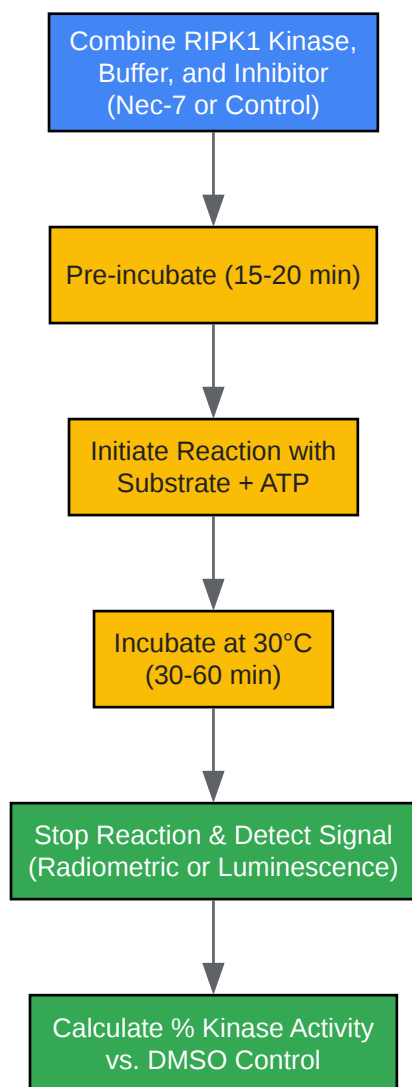 Combine RIPK1 Kinase,
Buffer, and Inhibitor
(Nec-7 or Control)
Pre-incubate (15-20 min)
Initiate Reaction with
Substrate + ATP
Incubate at 30°C
(30-60 min)
Stop Reaction & Detect Signal
(Radiometric or Luminescence)
Calculate % Kinase Activity
vs. DMSO Control